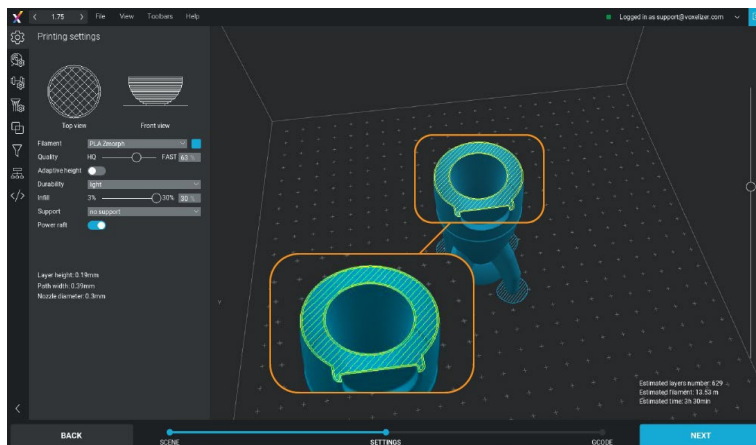 1.75 File View Toolbars Help Logged in as support@voxelizer.com
Printing settings
Top view Front view
Filament PLA Zmorph
Quality HQ FAST 63 %
Adaptive height
Durability light
Infill 3% 30% 30 %
Support no support
Power raft
Layer height: 0.19mm
Path width: 0.39mm
Nozzle diameter: 0.3mm
Estimated layers number: 629
Estimated filament: 13.53 m
Estimated time: 3h 30min
BACK SCENE SETTINGS GCODE NEXT